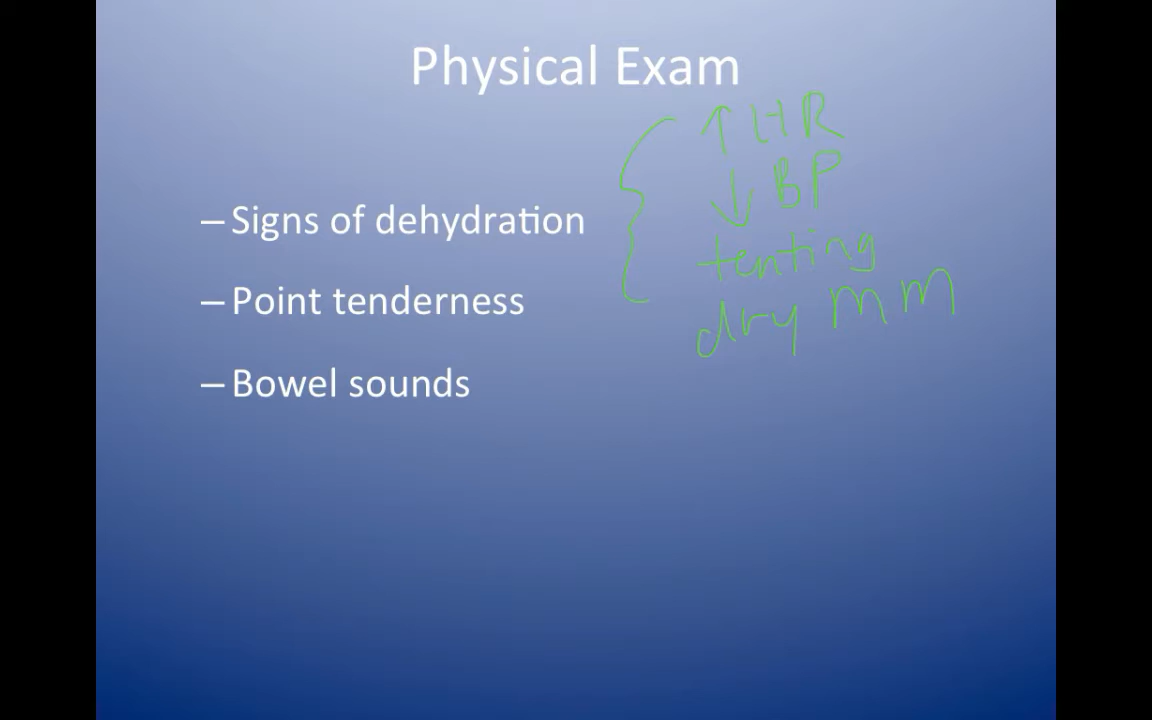 Physical Exam
↑ HR
↓ BP
– Signs of dehydration
tenting
– Point tenderness
dry mm
– Bowel sounds